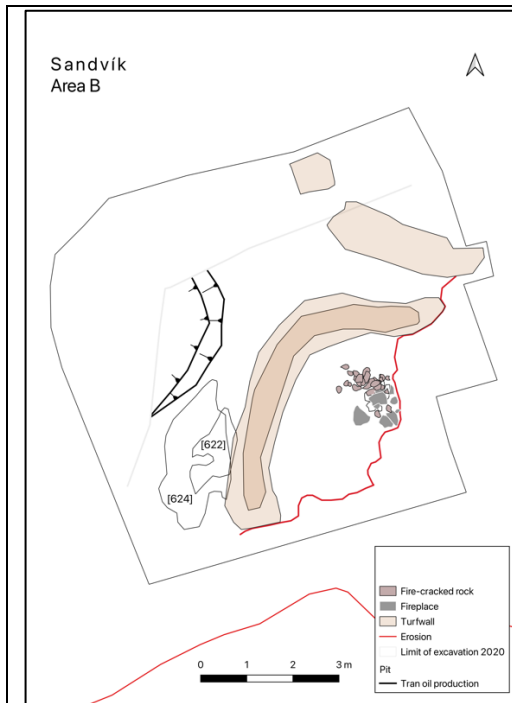 Sandvík
Area B
[622]
[624]
Fire-cracked rock
Fireplace
Turfwall
Erosion
Limit of excavation 2020
Pit
Tran oil production
0 1 2 3 m